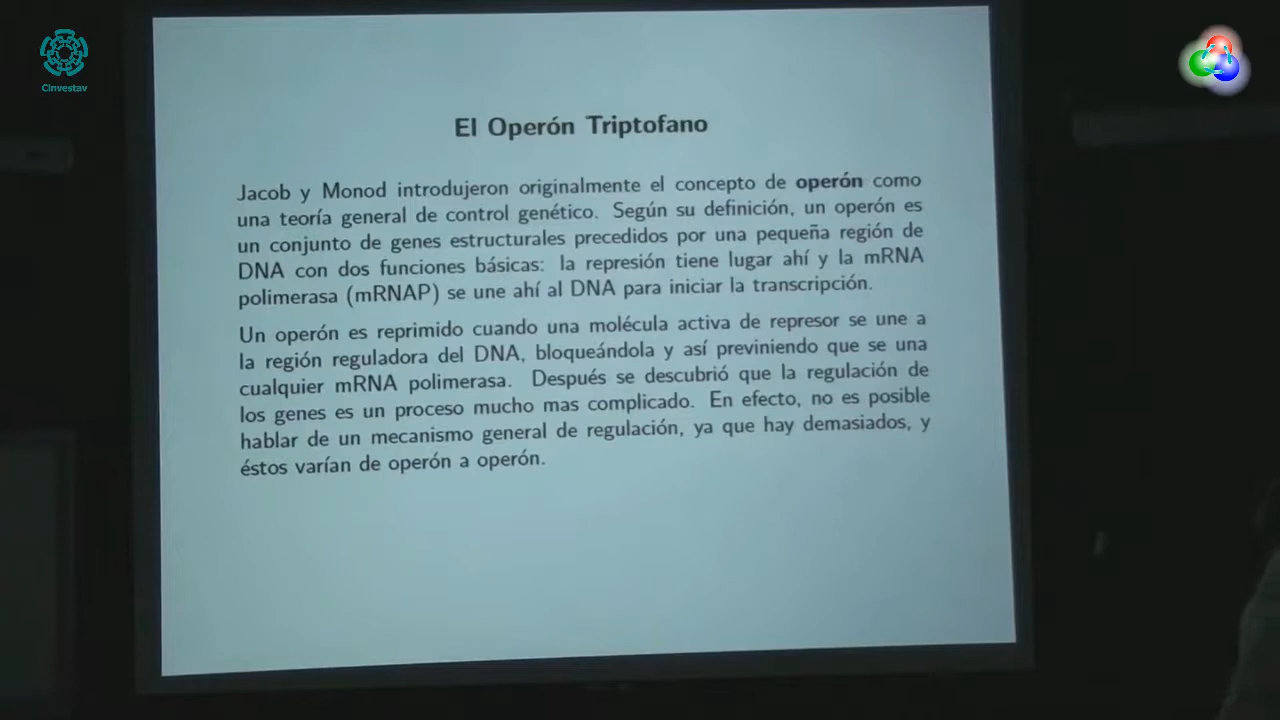 Cinvestav
El Operón Triptofano
Jacob y Monod introdujeron originalmente el concepto de operón como
una teoría general de control genético. Según su definición, un operón es
un conjunto de genes estructurales precedidos por una pequeña región de
DNA con dos funciones básicas: la represión tiene lugar ahí y la mRNA
polimerasa (mRNAP) se une ahí al DNA para iniciar la transcripción.
Un operón es reprimido cuando una molécula activa de represor se une a
la región reguladora del DNA, bloqueándola y así previniendo que se una
cualquier mRNA polimerasa. Después se descubrió que la regulación de
los genes es un proceso mucho mas complicado. En efecto, no es posible
hablar de un mecanismo general de regulación, ya que hay demasiados, y
éstos varían de operón a operón.